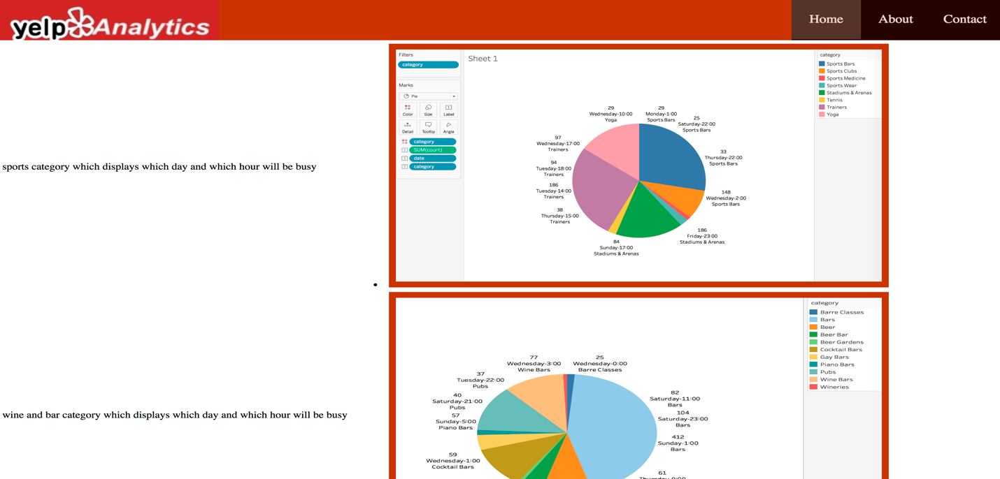 yelp Analytics
Home
About
Contact
sports category which displays which day and which hour will be busy
Filters
category
Marks
Pie
Color
Size
Label
Detail
Tooltip
Angle
category
SUM(count)
date
category
Sheet 1
29
Wednesday-10:00
Yoga
29
Monday-1:00
Sports Bars
25
Saturday-22:00
Sports Bars
97
Wednesday-17:00
Trainers
33
Thursday-22:00
Sports Bars
94
Tuesday-18:00
Trainers
186
Tuesday-14:00
Trainers
148
Wednesday-2:00
Sports Bars
38
Thursday-15:00
Trainers
186
Friday-23:00
Stadiums & Arenas
84
Sunday-17:00
Stadiums & Arenas
category
Sports Bars
Sports Clubs
Sports Medicine
Sports Wear
Stadiums & Arenas
Tennis
Trainers
Yoga
wine and bar category which displays which day and which hour will be busy
77
Wednesday-3:00
Wine Bars
25
Wednesday-0:00
Barre Classes
37
Tuesday-22:00
Pubs
82
Saturday-11:00
Bars
40
Saturday-21:00
Pubs
104
Saturday-23:00
Bars
57
Sunday-5:00
Piano Bars
412
Sunday-1:00
Bars
59
Wednesday-1:00
Cocktail Bars
61
Thursday-0:00
category
Barre Classes
Bars
Beer
Beer Bar
Beer Gardens
Cocktail Bars
Gay Bars
Piano Bars
Pubs
Wine Bars
Wineries